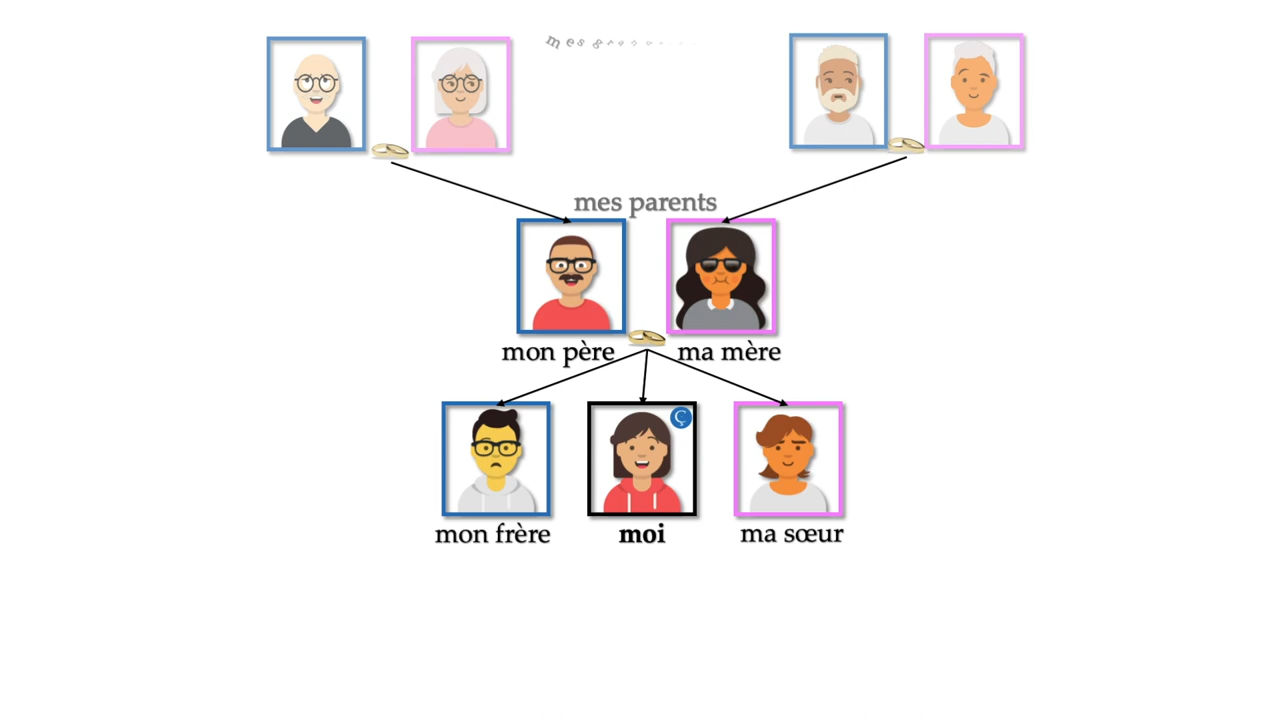 mes parents
mon père ma mère
Ç
mon frère moi ma sœur